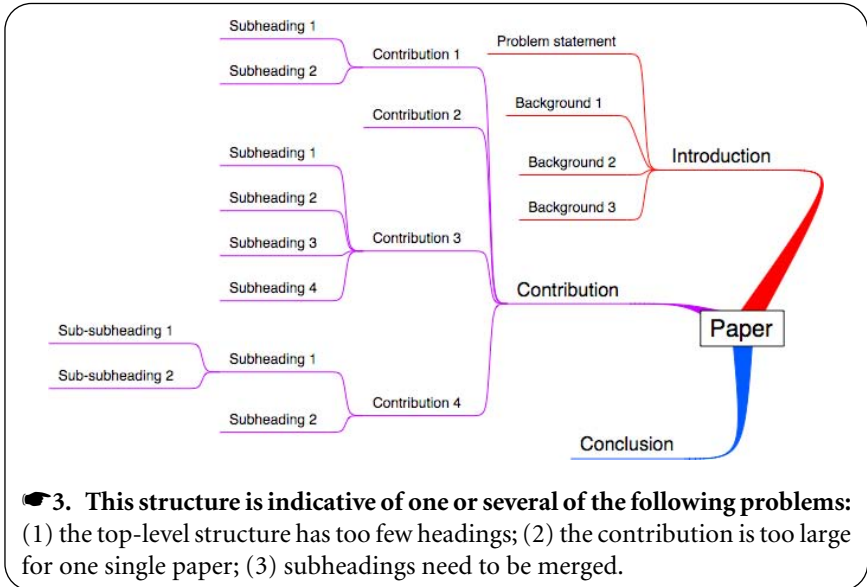 Subheading 1
Subheading 2
Contribution 1
Problem statement
Contribution 2
Background 1
Background 2
Background 3
Introduction
Subheading 1
Subheading 2
Subheading 3
Subheading 4
Contribution 3
Contribution
Paper
Sub-subheading 1
Sub-subheading 2
Subheading 1
Subheading 2
Contribution 4
Conclusion
☛3. This structure is indicative of one or several of the following problems:
(1) the top-level structure has too few headings; (2) the contribution is too large
for one single paper; (3) subheadings need to be merged.